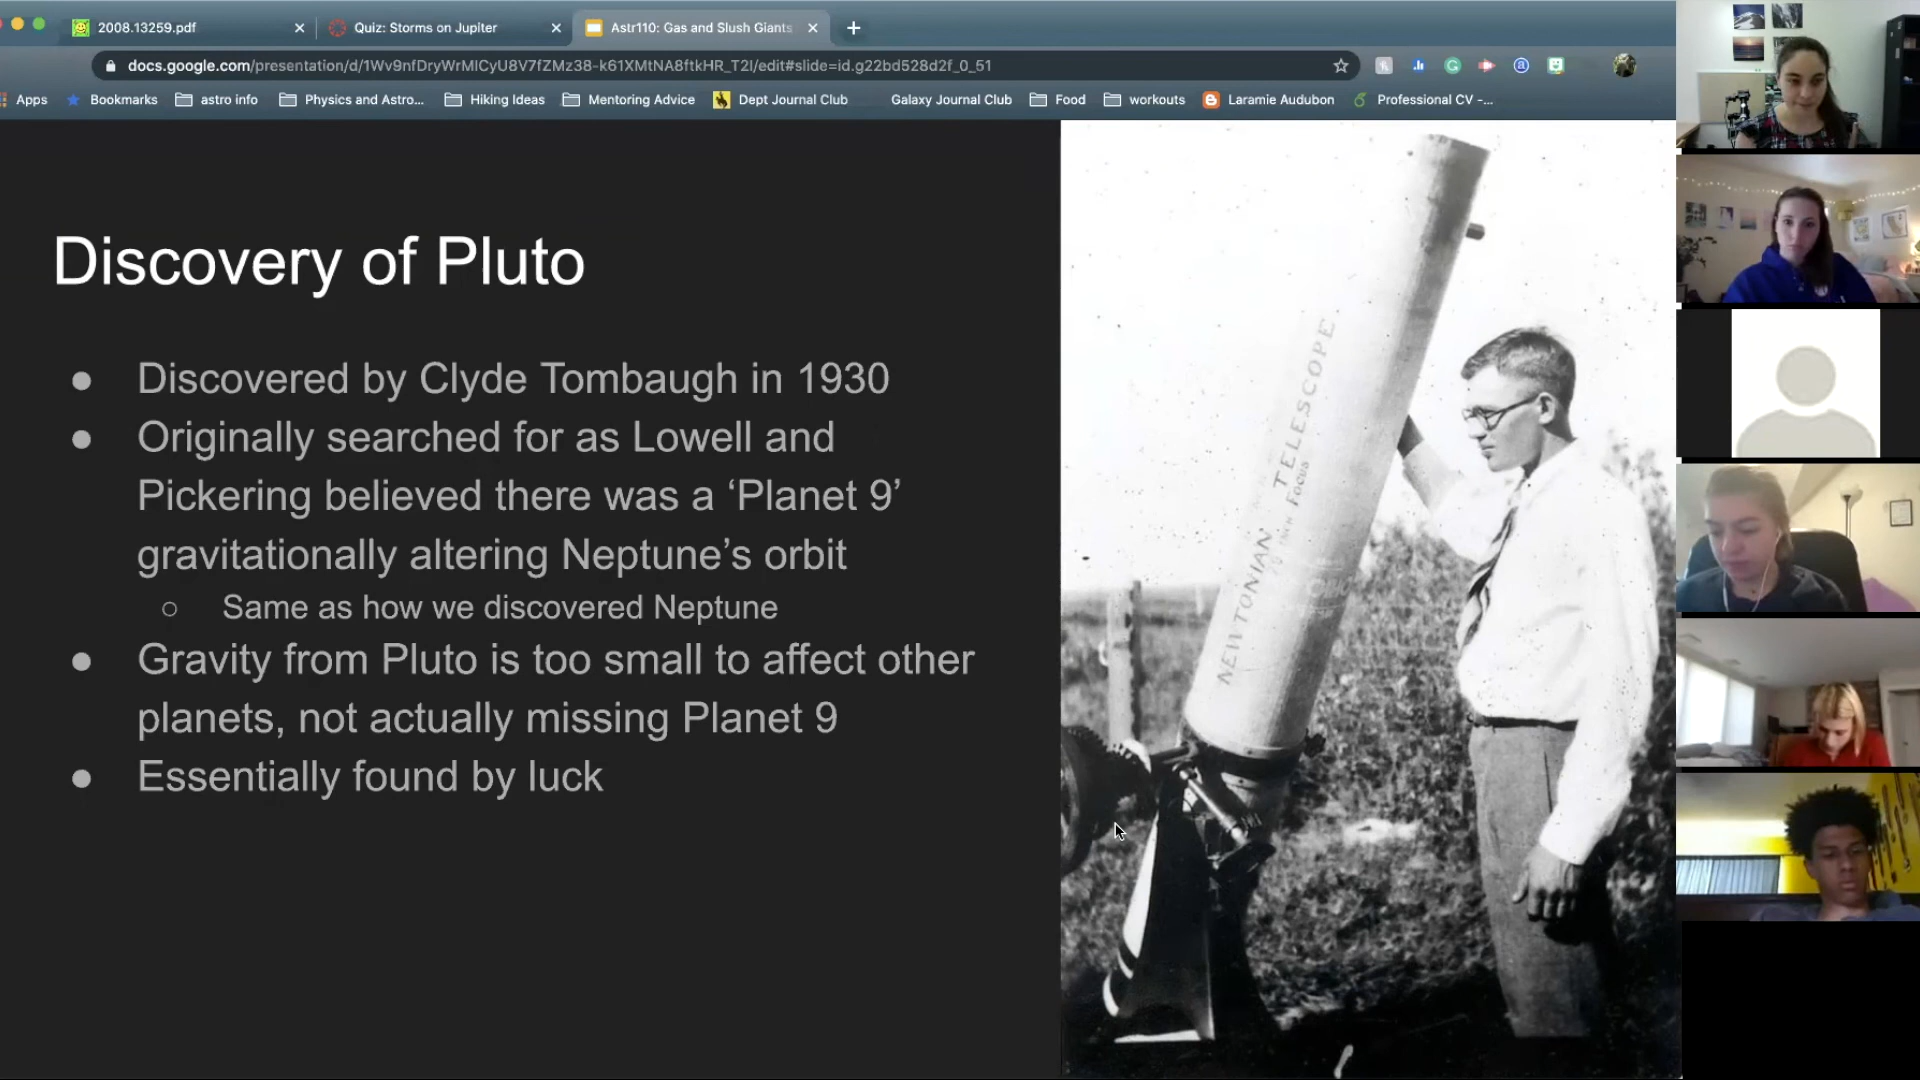 2008.13259.pdf
Quiz: Storms on Jupiter
Astr110: Gas and Slush Giants
docs.google.com/presentation/d/1Wv9nfDryWrMlCyU8V7fZMz38-k61XMtNA8ftkHR_T2I/edit#slide=id.g22bd528d2f_0_51
Apps
Bookmarks
astro info
Physics and Astro...
Hiking Ideas
Mentoring Advice
Dept Journal Club
Galaxy Journal Club
Food
workouts
Laramie Audubon
Professional CV -...
Discovery of Pluto
● Discovered by Clyde Tombaugh in 1930
● Originally searched for as Lowell and
Pickering believed there was a ‘Planet 9’
gravitationally altering Neptune’s orbit
○ Same as how we discovered Neptune
● Gravity from Pluto is too small to affect other
planets, not actually missing Planet 9
● Essentially found by luck
NEWTONIAN TELESCOPE
INCH FOCUS